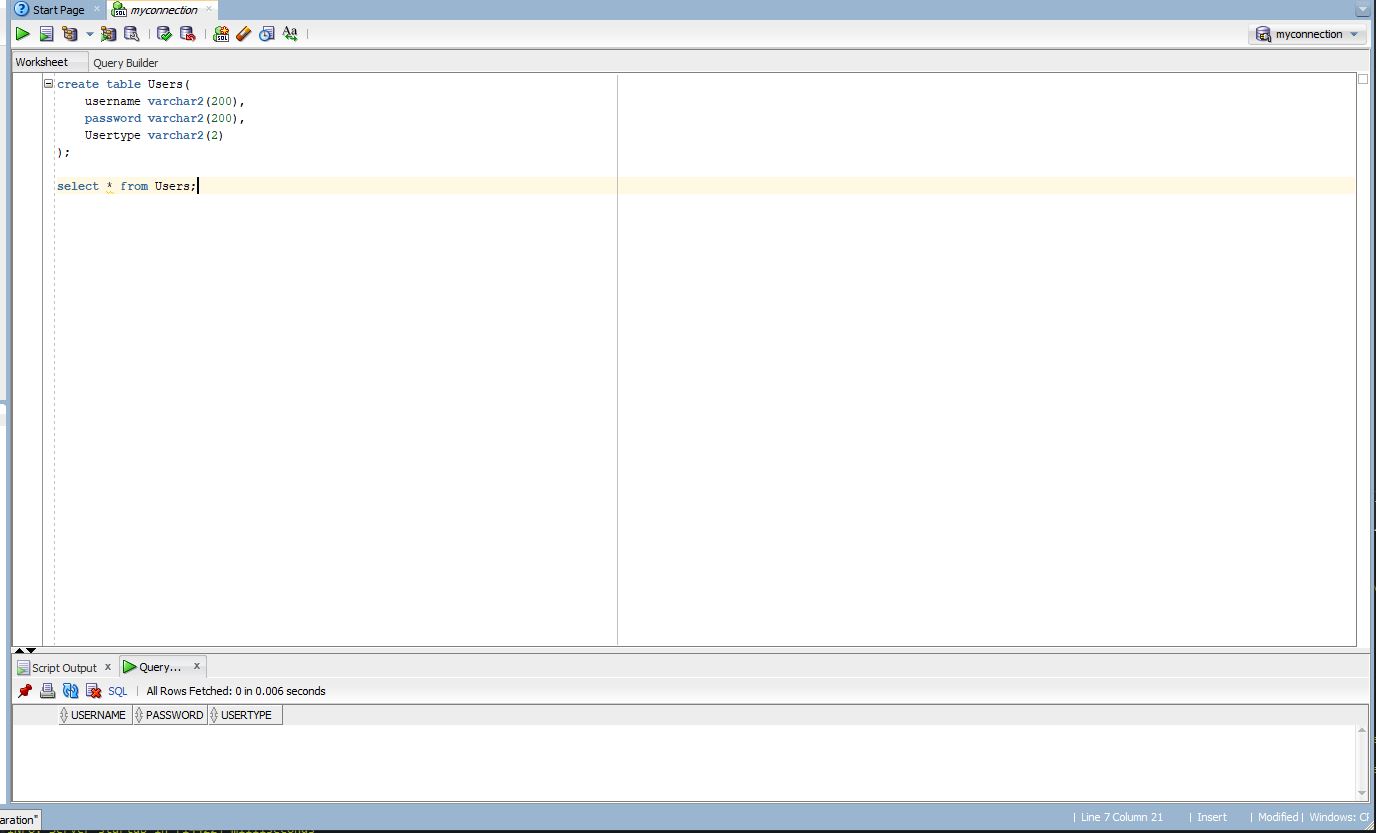 Start Page
myconnection
myconnection
Worksheet
Query Builder
create table Users(
username varchar2(200),
password varchar2(200),
Usertype varchar2(2)
);
select * from Users;
Script Output
Query...
SQL
All Rows Fetched: 0 in 0.006 seconds
USERNAME
PASSWORD
USERTYPE
Line 7 Column 21
Insert
Modified
Windows:
aration"